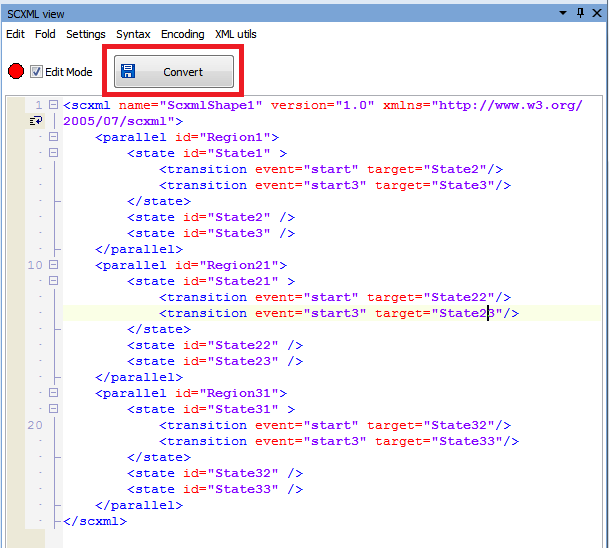 SCXML view
Edit Fold Settings Syntax Encoding XML utils
Edit Mode Convert
1 <scxml name="ScxmlShape1" version="1.0" xmlns="http://www.w3.org/
2005/07/scxml">
<parallel id="Region1">
<state id="State1" >
<transition event="start" target="State2"/>
<transition event="start3" target="State3"/>
</state>
<state id="State2" />
<state id="State3" />
</parallel>
10 <parallel id="Region21">
<state id="State21" >
<transition event="start" target="State22"/>
<transition event="start3" target="State23"/>
</state>
<state id="State22" />
<state id="State23" />
</parallel>
<parallel id="Region31">
<state id="State31" >
20 <transition event="start" target="State32"/>
<transition event="start3" target="State33"/>
</state>
<state id="State32" />
<state id="State33" />
</parallel>
</scxml>